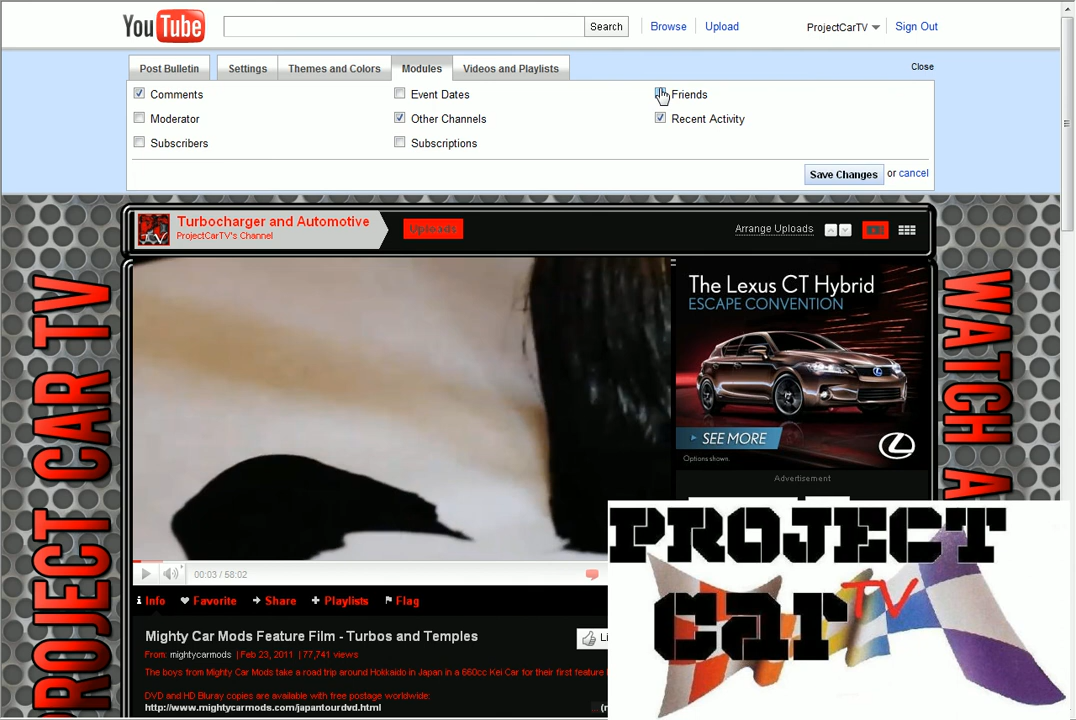 You Tube
Search
Browse
Upload
ProjectCarTV
Sign Out
Post Bulletin
Settings
Themes and Colors
Modules
Videos and Playlists
Close
Comments
Event Dates
Friends
Moderator
Other Channels
Recent Activity
Subscribers
Subscriptions
Save Changes or cancel
Turbocharger and Automotive
ProjectCarTV's Channel
Uploads
Arrange Uploads
PROJECT CAR TV
WATCH A
The Lexus CT Hybrid
ESCAPE CONVENTION
SEE MORE
Options shown.
Advertisement
00:03 / 58:02
Info
Favorite
Share
Playlists
Flag
PROJECT
CAR TV
Mighty Car Mods Feature Film - Turbos and Temples
Li
From: mightycarmods | Feb 23, 2011 | 77,741 views
The boys from Mighty Car Mods take a road trip around Hokkaido in Japan in a 660cc Kei Car for their first feature
DVD and HD Bluray copies are available with free postage worldwide:
http://www.mightycarmods.com/japantourdvd.html